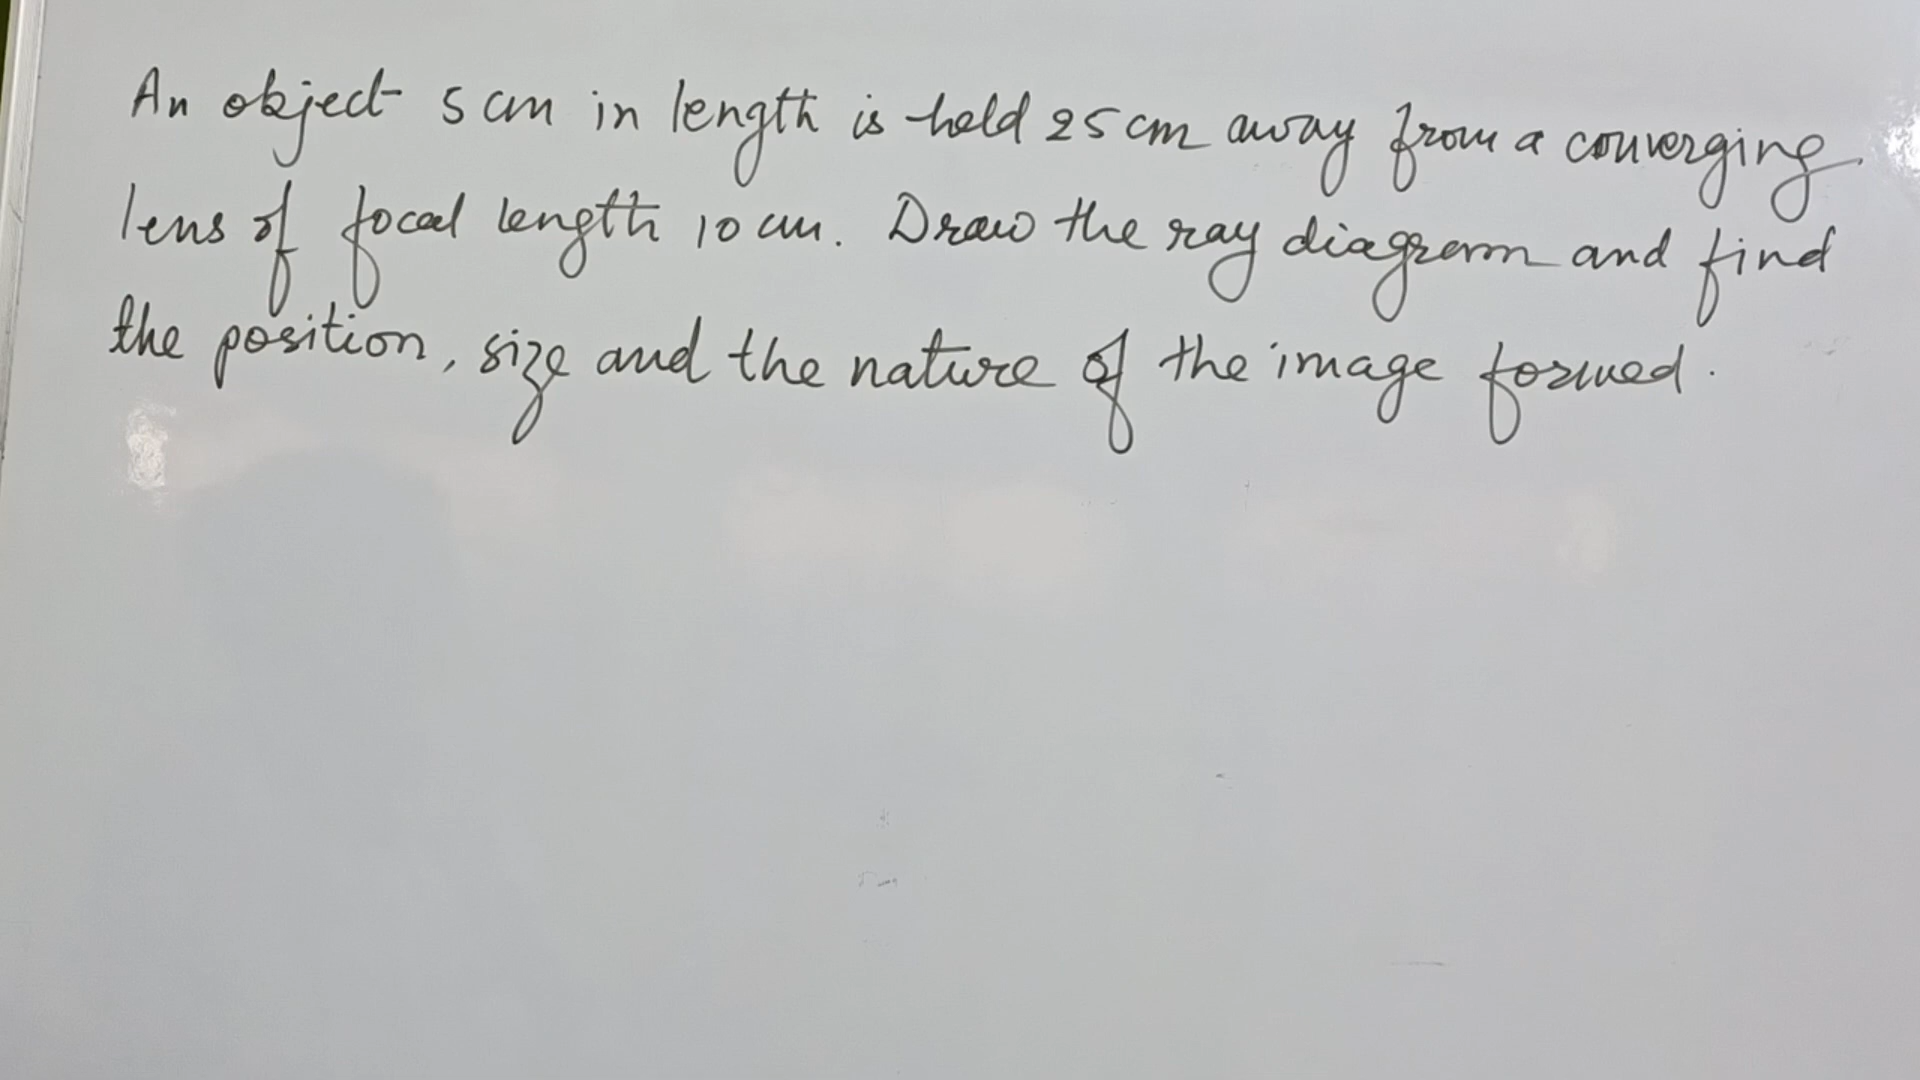 An object 5 cm in length is held 25 cm away from a converging
lens of focal length 10 cm. Draw the ray diagram and find
the position, size and the nature of the image formed.